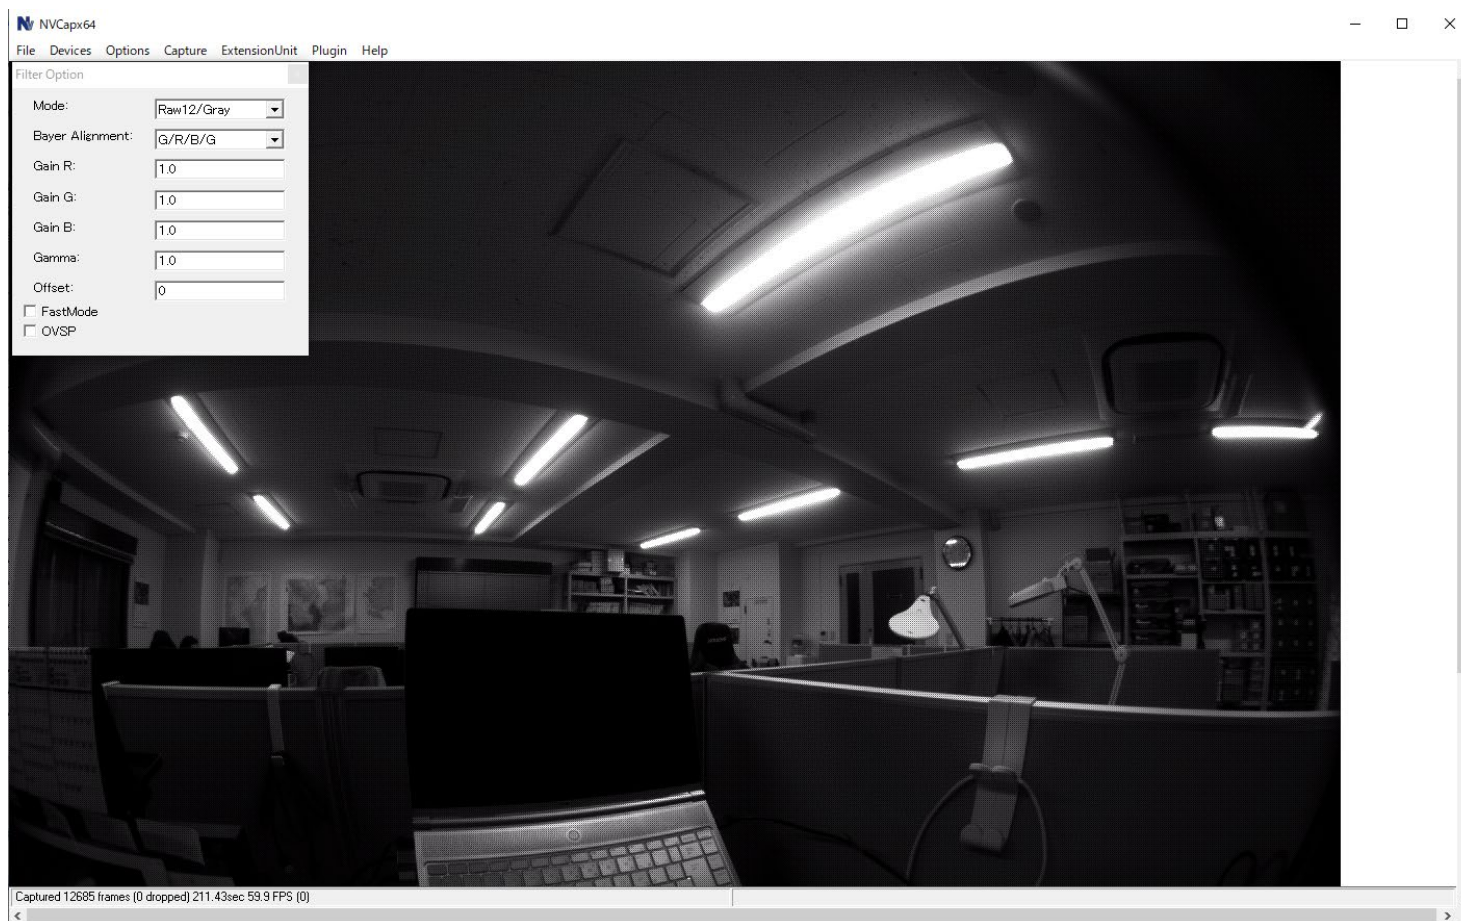 NVCapx64
File Devices Options Capture ExtensionUnit Plugin Help
Filter Option
Mode: Raw12/Gray
Bayer Alignment: G/R/B/G
Gain R: 1.0
Gain G: 1.0
Gain B: 1.0
Gamma: 1.0
Offset: 0
FastMode
OVSP
Captured 12685 frames (0 dropped) 211.43sec 59.9 FPS (0)